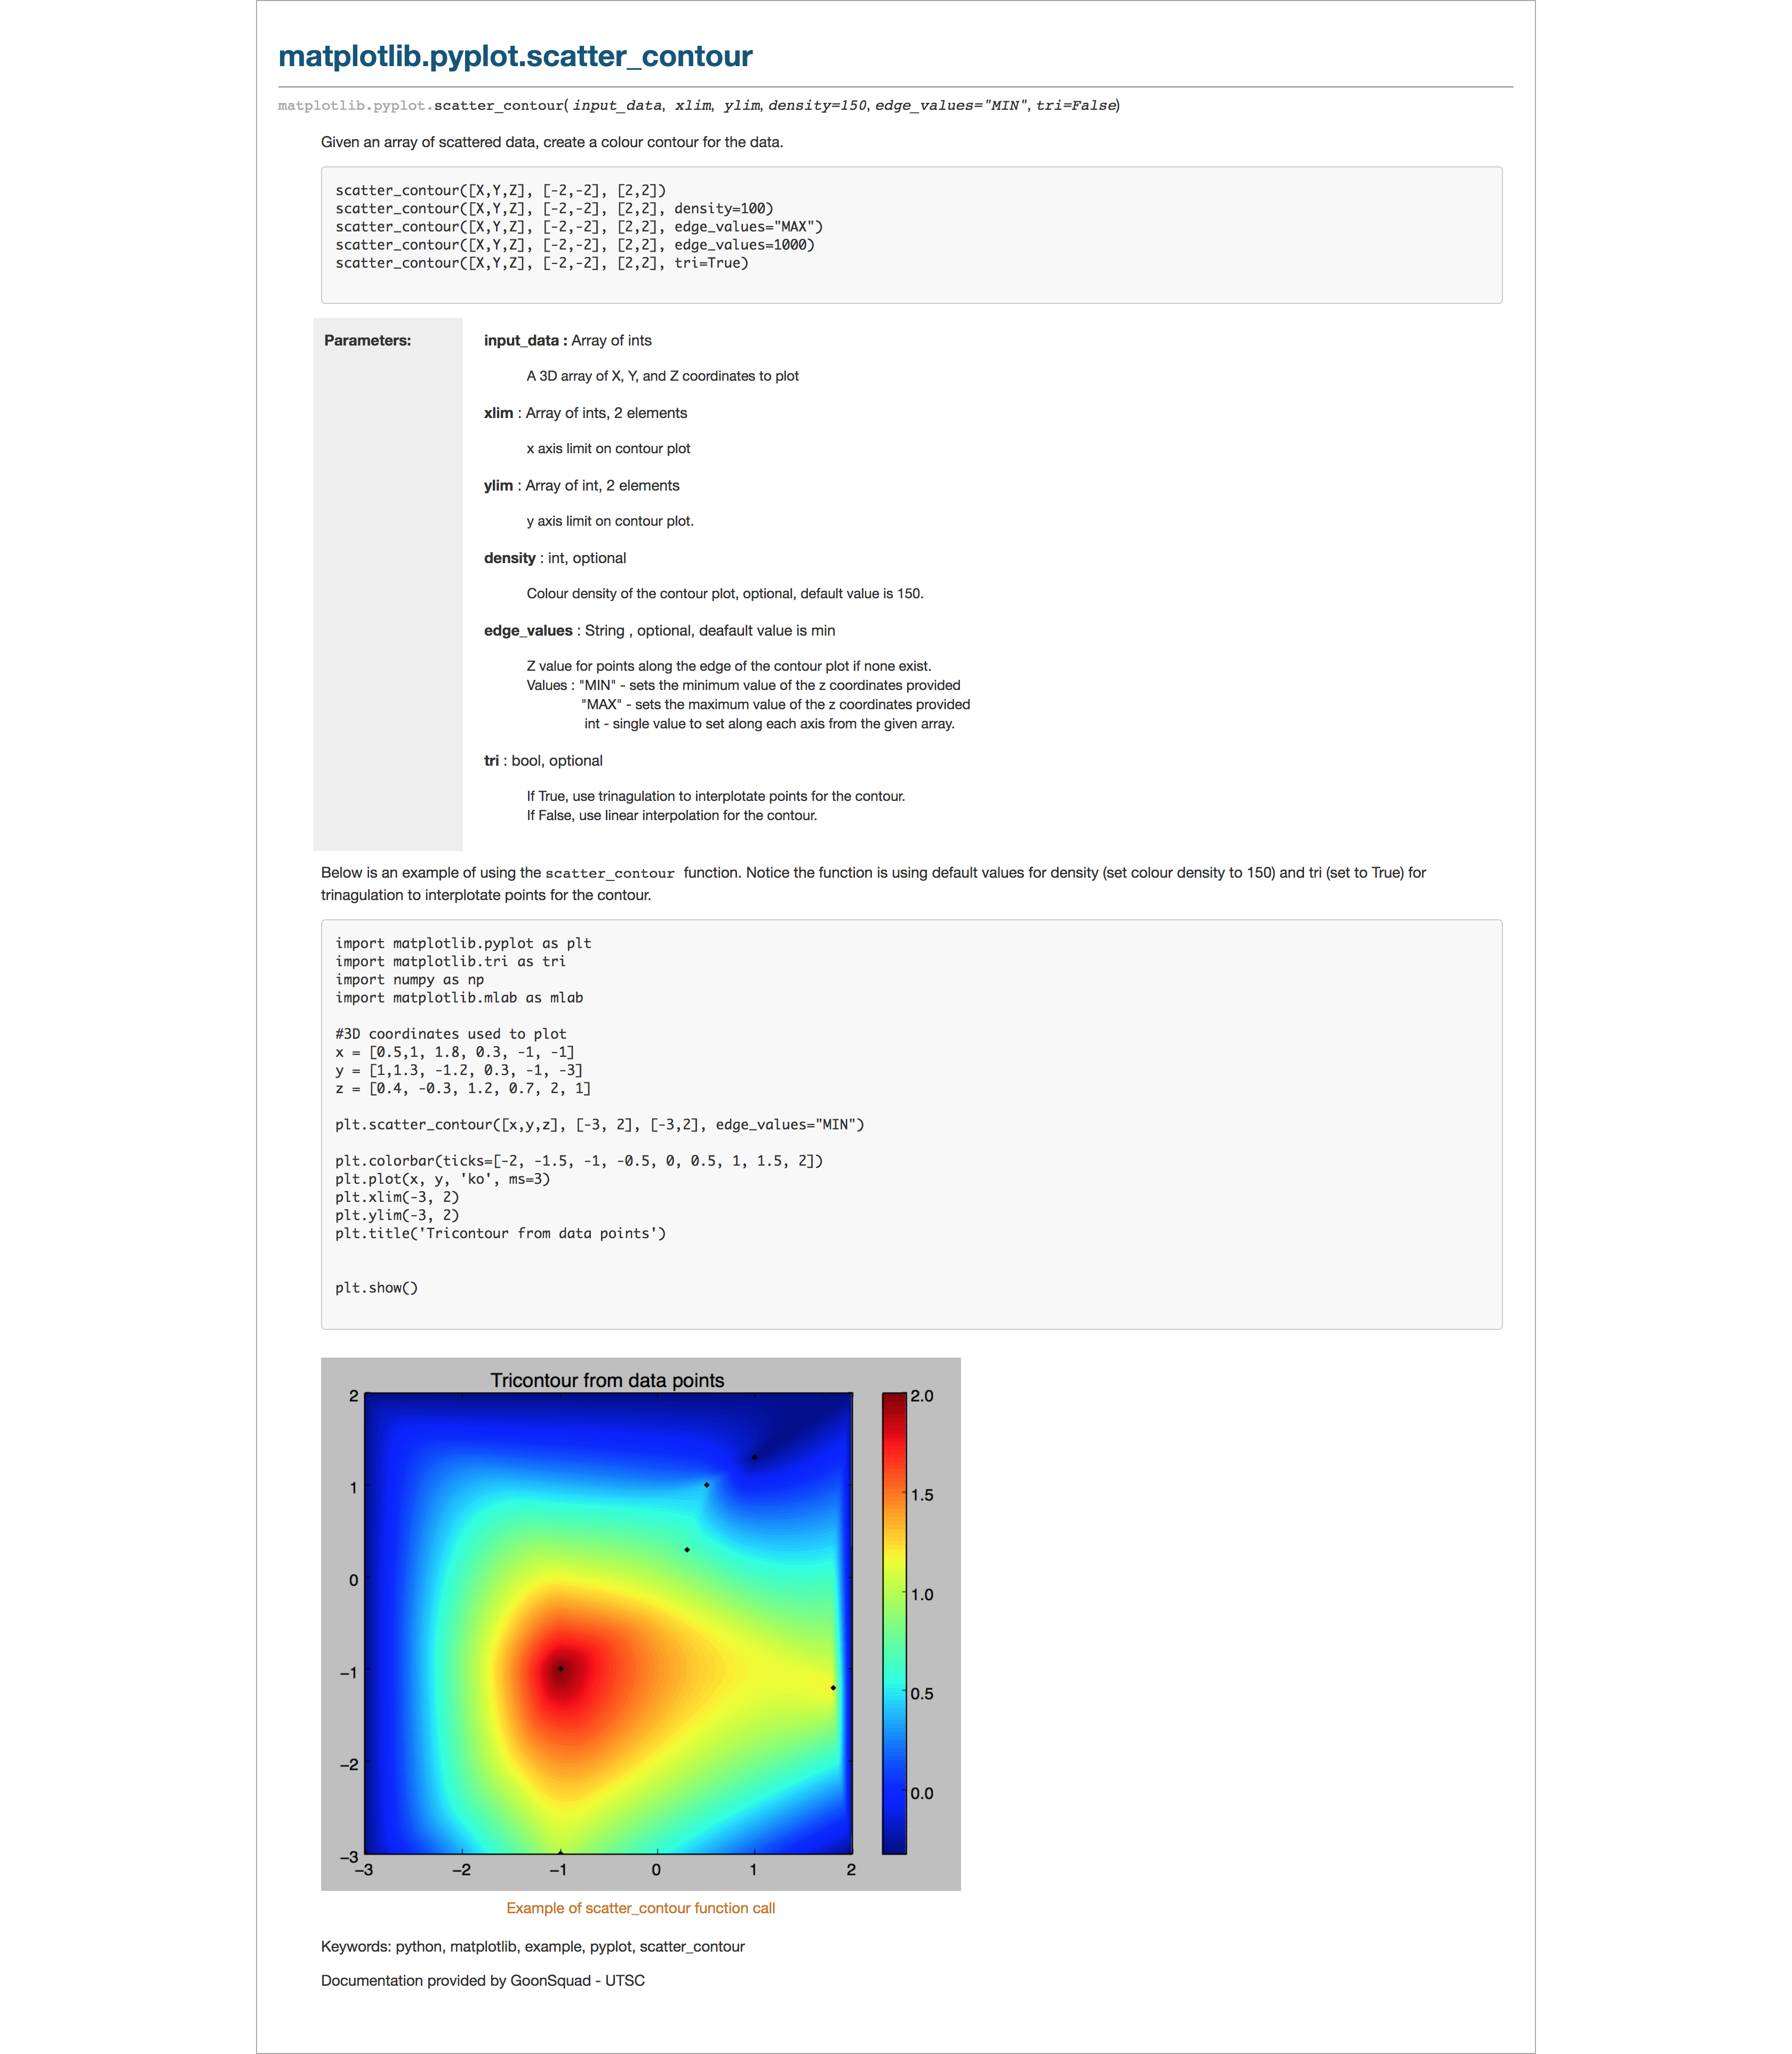 matplotlib.pyplot.scatter_contour
matplotlib.pyplot.scatter_contour( input_data, xlim, ylim, density=150, edge_values="MIN", tri=False)
Given an array of scattered data, create a colour contour for the data.
scatter_contour([X,Y,Z], [-2,-2], [2,2])
scatter_contour([X,Y,Z], [-2,-2], [2,2], density=100)
scatter_contour([X,Y,Z], [-2,-2], [2,2], edge_values="MAX")
scatter_contour([X,Y,Z], [-2,-2], [2,2], edge_values=1000)
scatter_contour([X,Y,Z], [-2,-2], [2,2], tri=True)
Parameters:
input_data : Array of ints
A 3D array of X, Y, and Z coordinates to plot
xlim : Array of ints, 2 elements
x axis limit on contour plot
ylim : Array of int, 2 elements
y axis limit on contour plot.
density : int, optional
Colour density of the contour plot, optional, default value is 150.
edge_values : String , optional, deafault value is min
Z value for points along the edge of the contour plot if none exist.
Values : "MIN" - sets the minimum value of the z coordinates provided
"MAX" - sets the maximum value of the z coordinates provided
int - single value to set along each axis from the given array.
tri : bool, optional
If True, use trinagulation to interplotate points for the contour.
If False, use linear interpolation for the contour.
Below is an example of using the scatter_contour function. Notice the function is using default values for density (set colour density to 150) and tri (set to True) for
trinagulation to interplotate points for the contour.
import matplotlib.pyplot as plt
import matplotlib.tri as tri
import numpy as np
import matplotlib.mlab as mlab
#3D coordinates used to plot
x = [0.5,1, 1.8, 0.3, -1, -1]
y = [1,1.3, -1.2, 0.3, -1, -3]
z = [0.4, -0.3, 1.2, 0.7, 2, 1]
plt.scatter_contour([x,y,z], [-3, 2], [-3,2], edge_values="MIN")
plt.colorbar(ticks=[-2, -1.5, -1, -0.5, 0, 0.5, 1, 1.5, 2])
plt.plot(x, y, 'ko', ms=3)
plt.xlim(-3, 2)
plt.ylim(-3, 2)
plt.title('Tricontour from data points')
plt.show()
Tricontour from data points
2
1
0
−1
−2
−3
−3 −2 −1 0 1 2
2.0
1.5
1.0
0.5
0.0
Example of scatter_contour function call
Keywords: python, matplotlib, example, pyplot, scatter_contour
Documentation provided by GoonSquad - UTSC